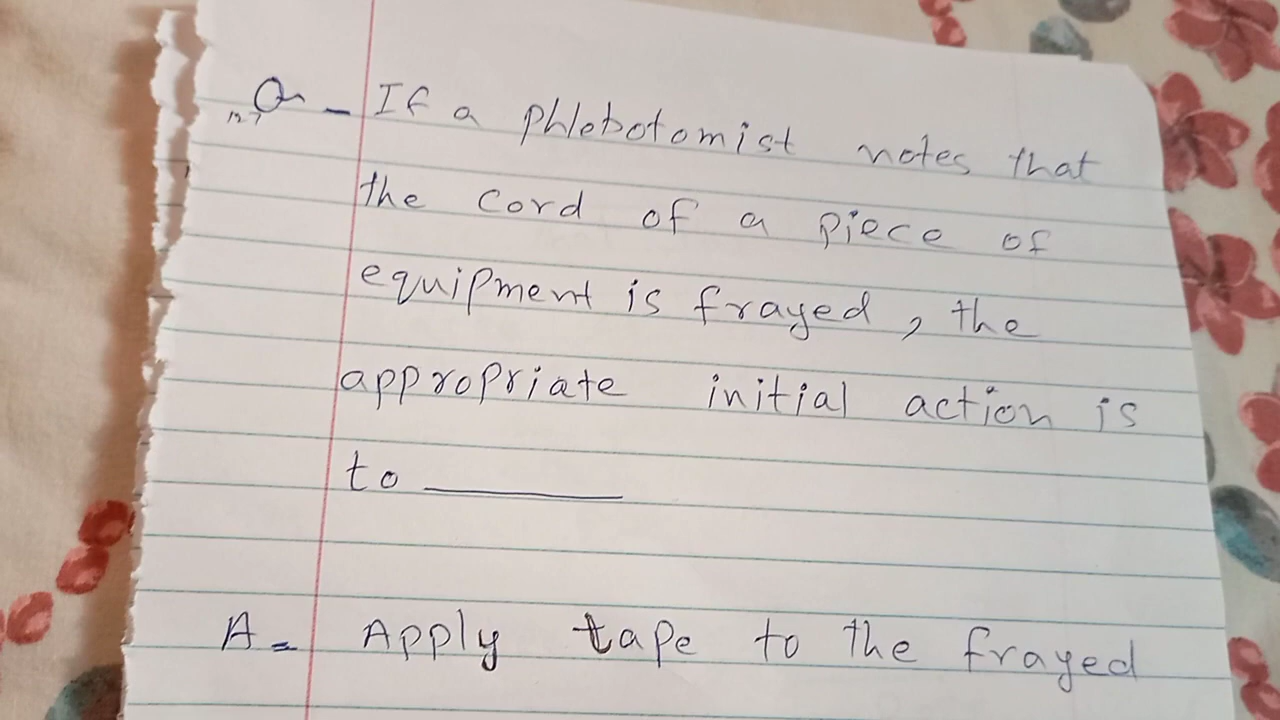 Q - If a phlebotomist notes that
the cord of a piece of
equipment is frayed, the
appropriate initial action is
to ________
A = Apply tape to the frayed